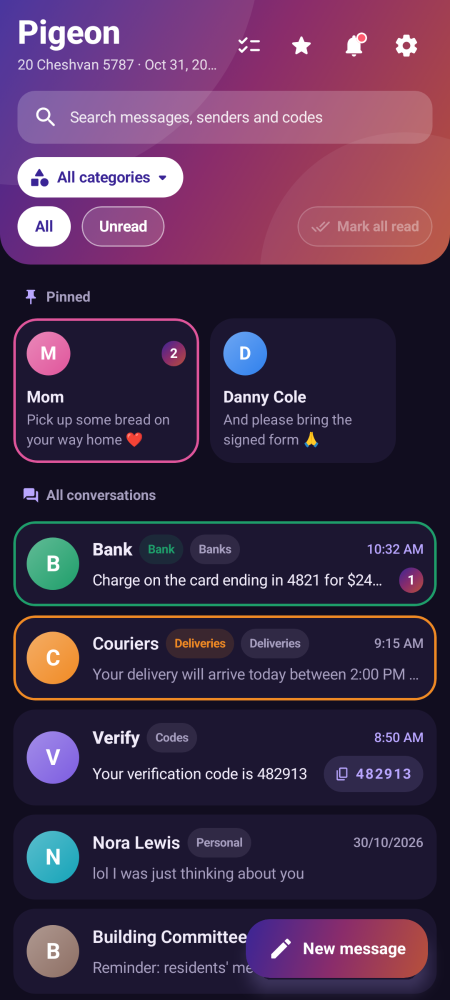 Pigeon
20 Cheshvan 5787 · Oct 31, 20...
Search messages, senders and codes
All categories
All
Unread
Mark all read
Pinned
M
2
Mom
Pick up some bread on
your way home ❤️
D
Danny Cole
And please bring the
signed form 🙏
All conversations
B
Bank Bank Banks 10:32 AM
Charge on the card ending in 4821 for $24... 1
C
Couriers Deliveries Deliveries 9:15 AM
Your delivery will arrive today between 2:00 PM ...
V
Verify Codes 8:50 AM
Your verification code is 482913 482913
N
Nora Lewis Personal 30/10/2026
lol I was just thinking about you
B
Building Committee
Reminder: residents' me
New message